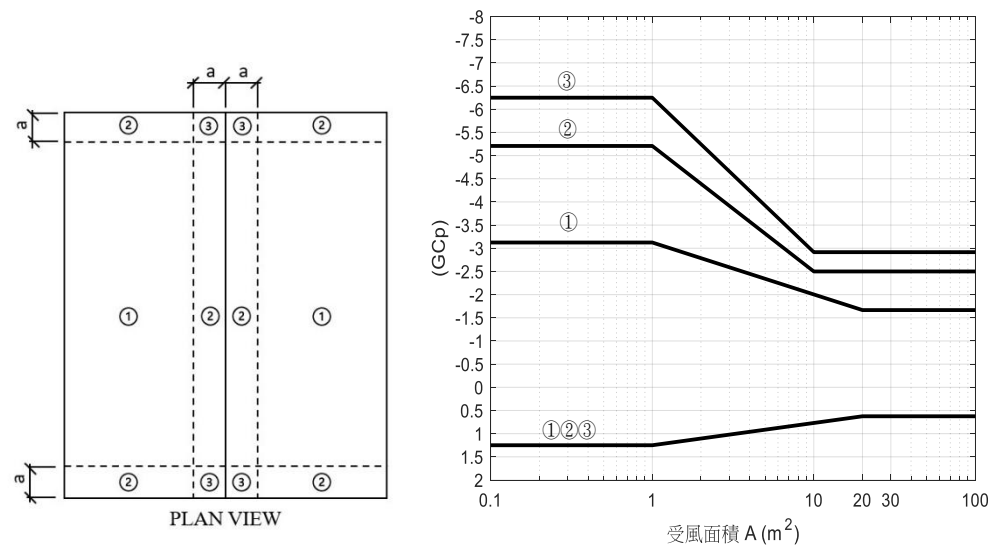 a a
a
② ③ ③ ②
① ② ② ①
a
② ③ ③ ②
PLAN VIEW
(GCp)
-8
-7.5
-7
-6.5
-6
-5.5
-5
-4.5
-4
-3.5
-3
-2.5
-2
-1.5
-1
-0.5
0
0.5
1
1.5
2
③
②
①
①②③
0.1 1 10 20 30 100
受風面積 A (m²)